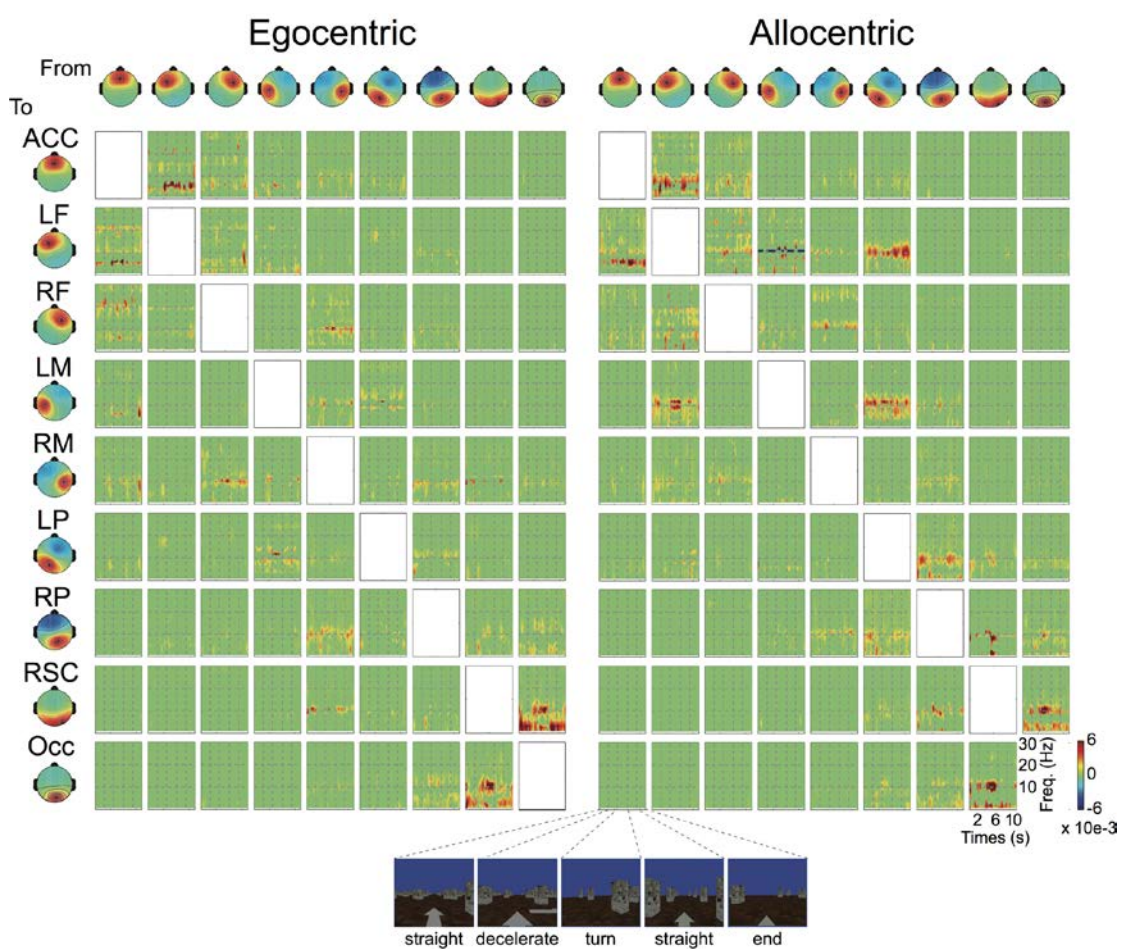 Egocentric Allocentric
From
To
ACC
LF
RF
LM
RM
LP
RP
RSC
Occ
30
20
10
Freq. (Hz)
6
0
-6
x 10e-3
2 6 10
Times (s)
straight decelerate turn straight end